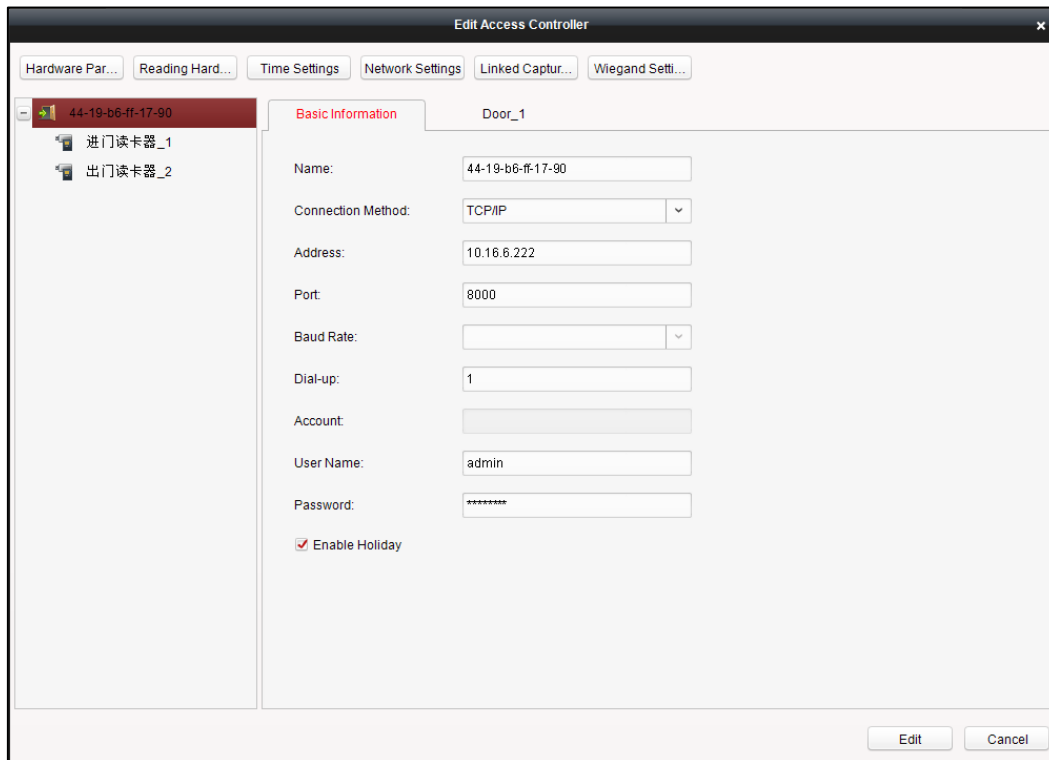 Edit Access Controller
Hardware Par... Reading Hard... Time Settings Network Settings Linked Captur... Wiegand Setti...
44-19-b6-ff-17-90
进门读卡器_1
出门读卡器_2
Basic Information Door_1
Name: 44-19-b6-ff-17-90
Connection Method: TCP/IP
Address: 10.16.6.222
Port: 8000
Baud Rate:
Dial-up: 1
Account:
User Name: admin
Password: ********
Enable Holiday
Edit Cancel